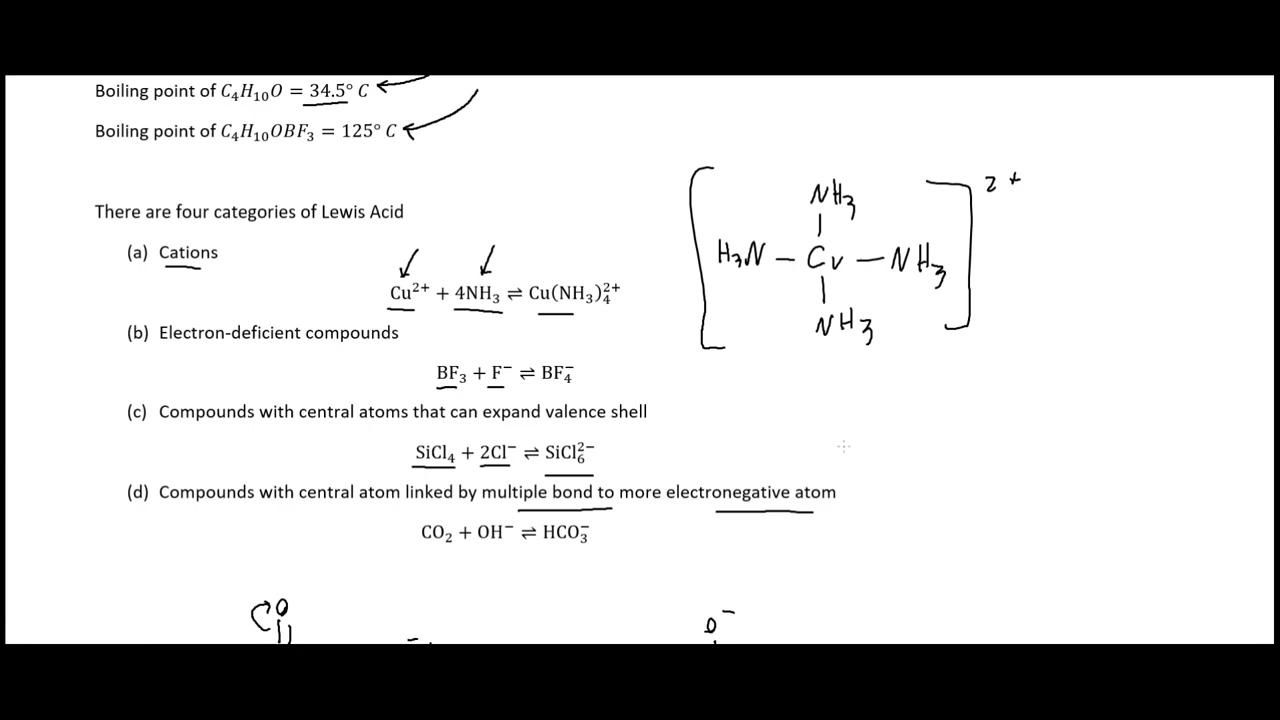 Boiling point of C₄H₁₀O = 34.5° C
Boiling point of C₄H₁₀OBF₃ = 125° C
There are four categories of Lewis Acid
(a) Cations
Cu²⁺ + 4NH₃ ⇌ Cu(NH₃)₄²⁺
(b) Electron-deficient compounds
BF₃ + F⁻ ⇌ BF₄⁻
(c) Compounds with central atoms that can expand valence shell
SiCl₄ + 2Cl⁻ ⇌ SiCl₆²⁻
(d) Compounds with central atom linked by multiple bond to more electronegative atom
CO₂ + OH⁻ ⇌ HCO₃⁻
NH₃
2+
H₃N — Cu — NH₃
NH₃
O
O⁻